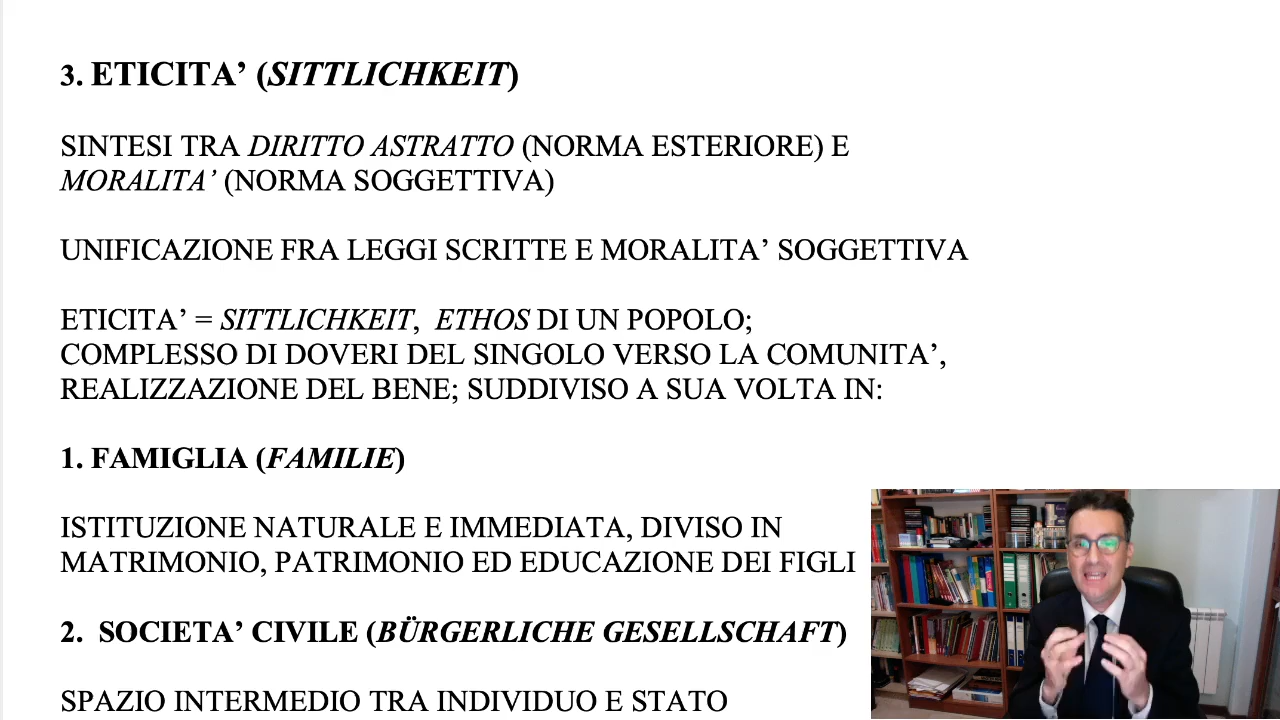 3. ETICITA’ (SITTLICHKEIT)
SINTESI TRA DIRITTO ASTRATTO (NORMA ESTERIORE) E
MORALITA’ (NORMA SOGGETTIVA)
UNIFICAZIONE FRA LEGGI SCRITTE E MORALITA’ SOGGETTIVA
ETICITA’ = SITTLICHKEIT, ETHOS DI UN POPOLO;
COMPLESSO DI DOVERI DEL SINGOLO VERSO LA COMUNITA’,
REALIZZAZIONE DEL BENE; SUDDIVISO A SUA VOLTA IN:
1. FAMIGLIA (FAMILIE)
ISTITUZIONE NATURALE E IMMEDIATA, DIVISO IN
MATRIMONIO, PATRIMONIO ED EDUCAZIONE DEI FIGLI
2. SOCIETA’ CIVILE (BÜRGERLICHE GESELLSCHAFT)
SPAZIO INTERMEDIO TRA INDIVIDUO E STATO